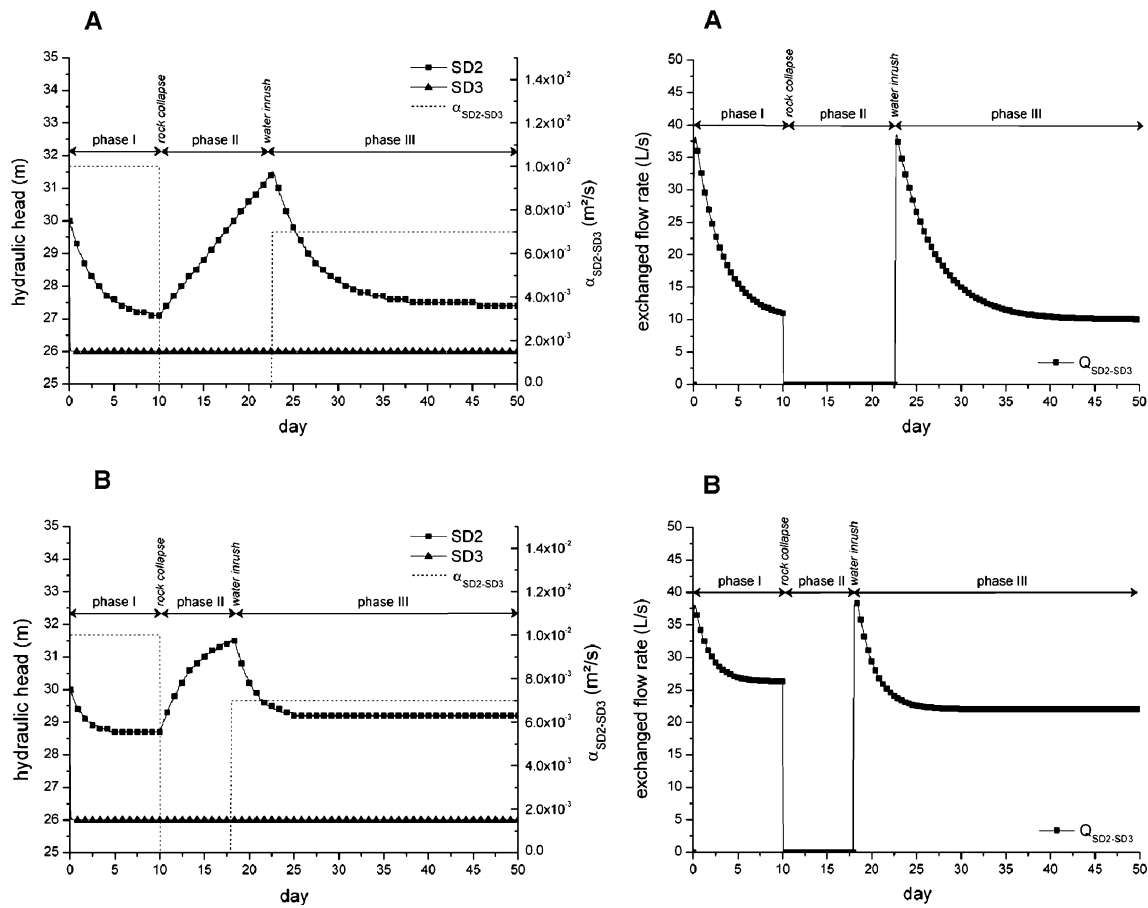 A
rock collapse
water inrush
SD2
SD3
α SD2-SD3
phase I
phase II
phase III
35
34
33
32
31
30
29
28
27
26
25
hydraulic head (m)
1.4x10⁻²
1.2x10⁻²
1.0x10⁻²
8.0x10⁻³
6.0x10⁻³
4.0x10⁻³
2.0x10⁻³
0.0
α SD2-SD3 (m²/s)
0 5 10 15 20 25 30 35 40 45 50
day
A
rock collapse
water inrush
phase I
phase II
phase III
50
45
40
35
30
25
20
15
10
5
0
exchanged flow rate (L/s)
Q SD2-SD3
0 5 10 15 20 25 30 35 40 45 50
day
B
rock collapse
water inrush
SD2
SD3
α SD2-SD3
phase I
phase II
phase III
35
34
33
32
31
30
29
28
27
26
25
hydraulic head (m)
1.4x10⁻²
1.2x10⁻²
1.0x10⁻²
8.0x10⁻³
6.0x10⁻³
4.0x10⁻³
2.0x10⁻³
0.0
α SD2-SD3 (m²/s)
0 5 10 15 20 25 30 35 40 45 50
day
B
rock collapse
water inrush
phase I
phase II
phase III
50
45
40
35
30
25
20
15
10
5
0
exchanged flow rate (L/s)
Q SD2-SD3
0 5 10 15 20 25 30 35 40 45 50
day